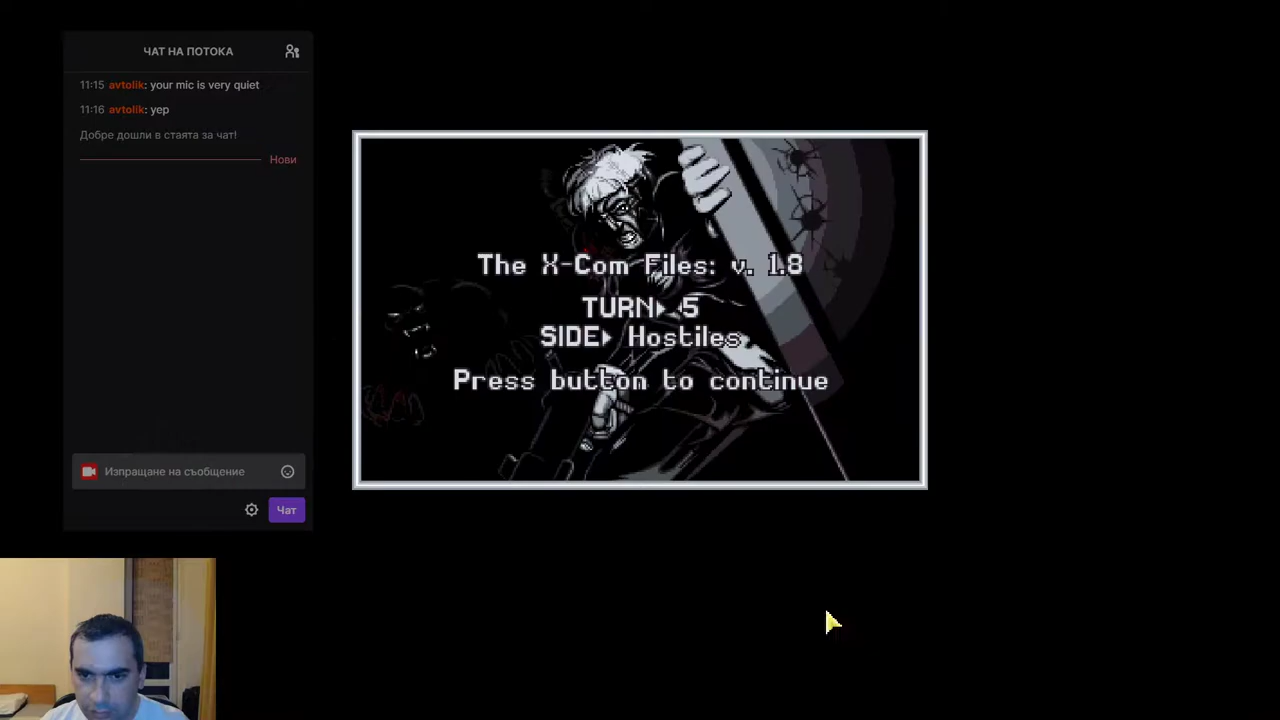 ЧАТ НА ПОТОКА
11:15 avtolik: your mic is very quiet
11:16 avtolik: yep
Добре дошли в стаята за чат!
Нови
Изпращане на съобщение
Чат
The X-Com Files: v. 1.8
TURN▸ 5
SIDE▸ Hostiles
Press button to continue